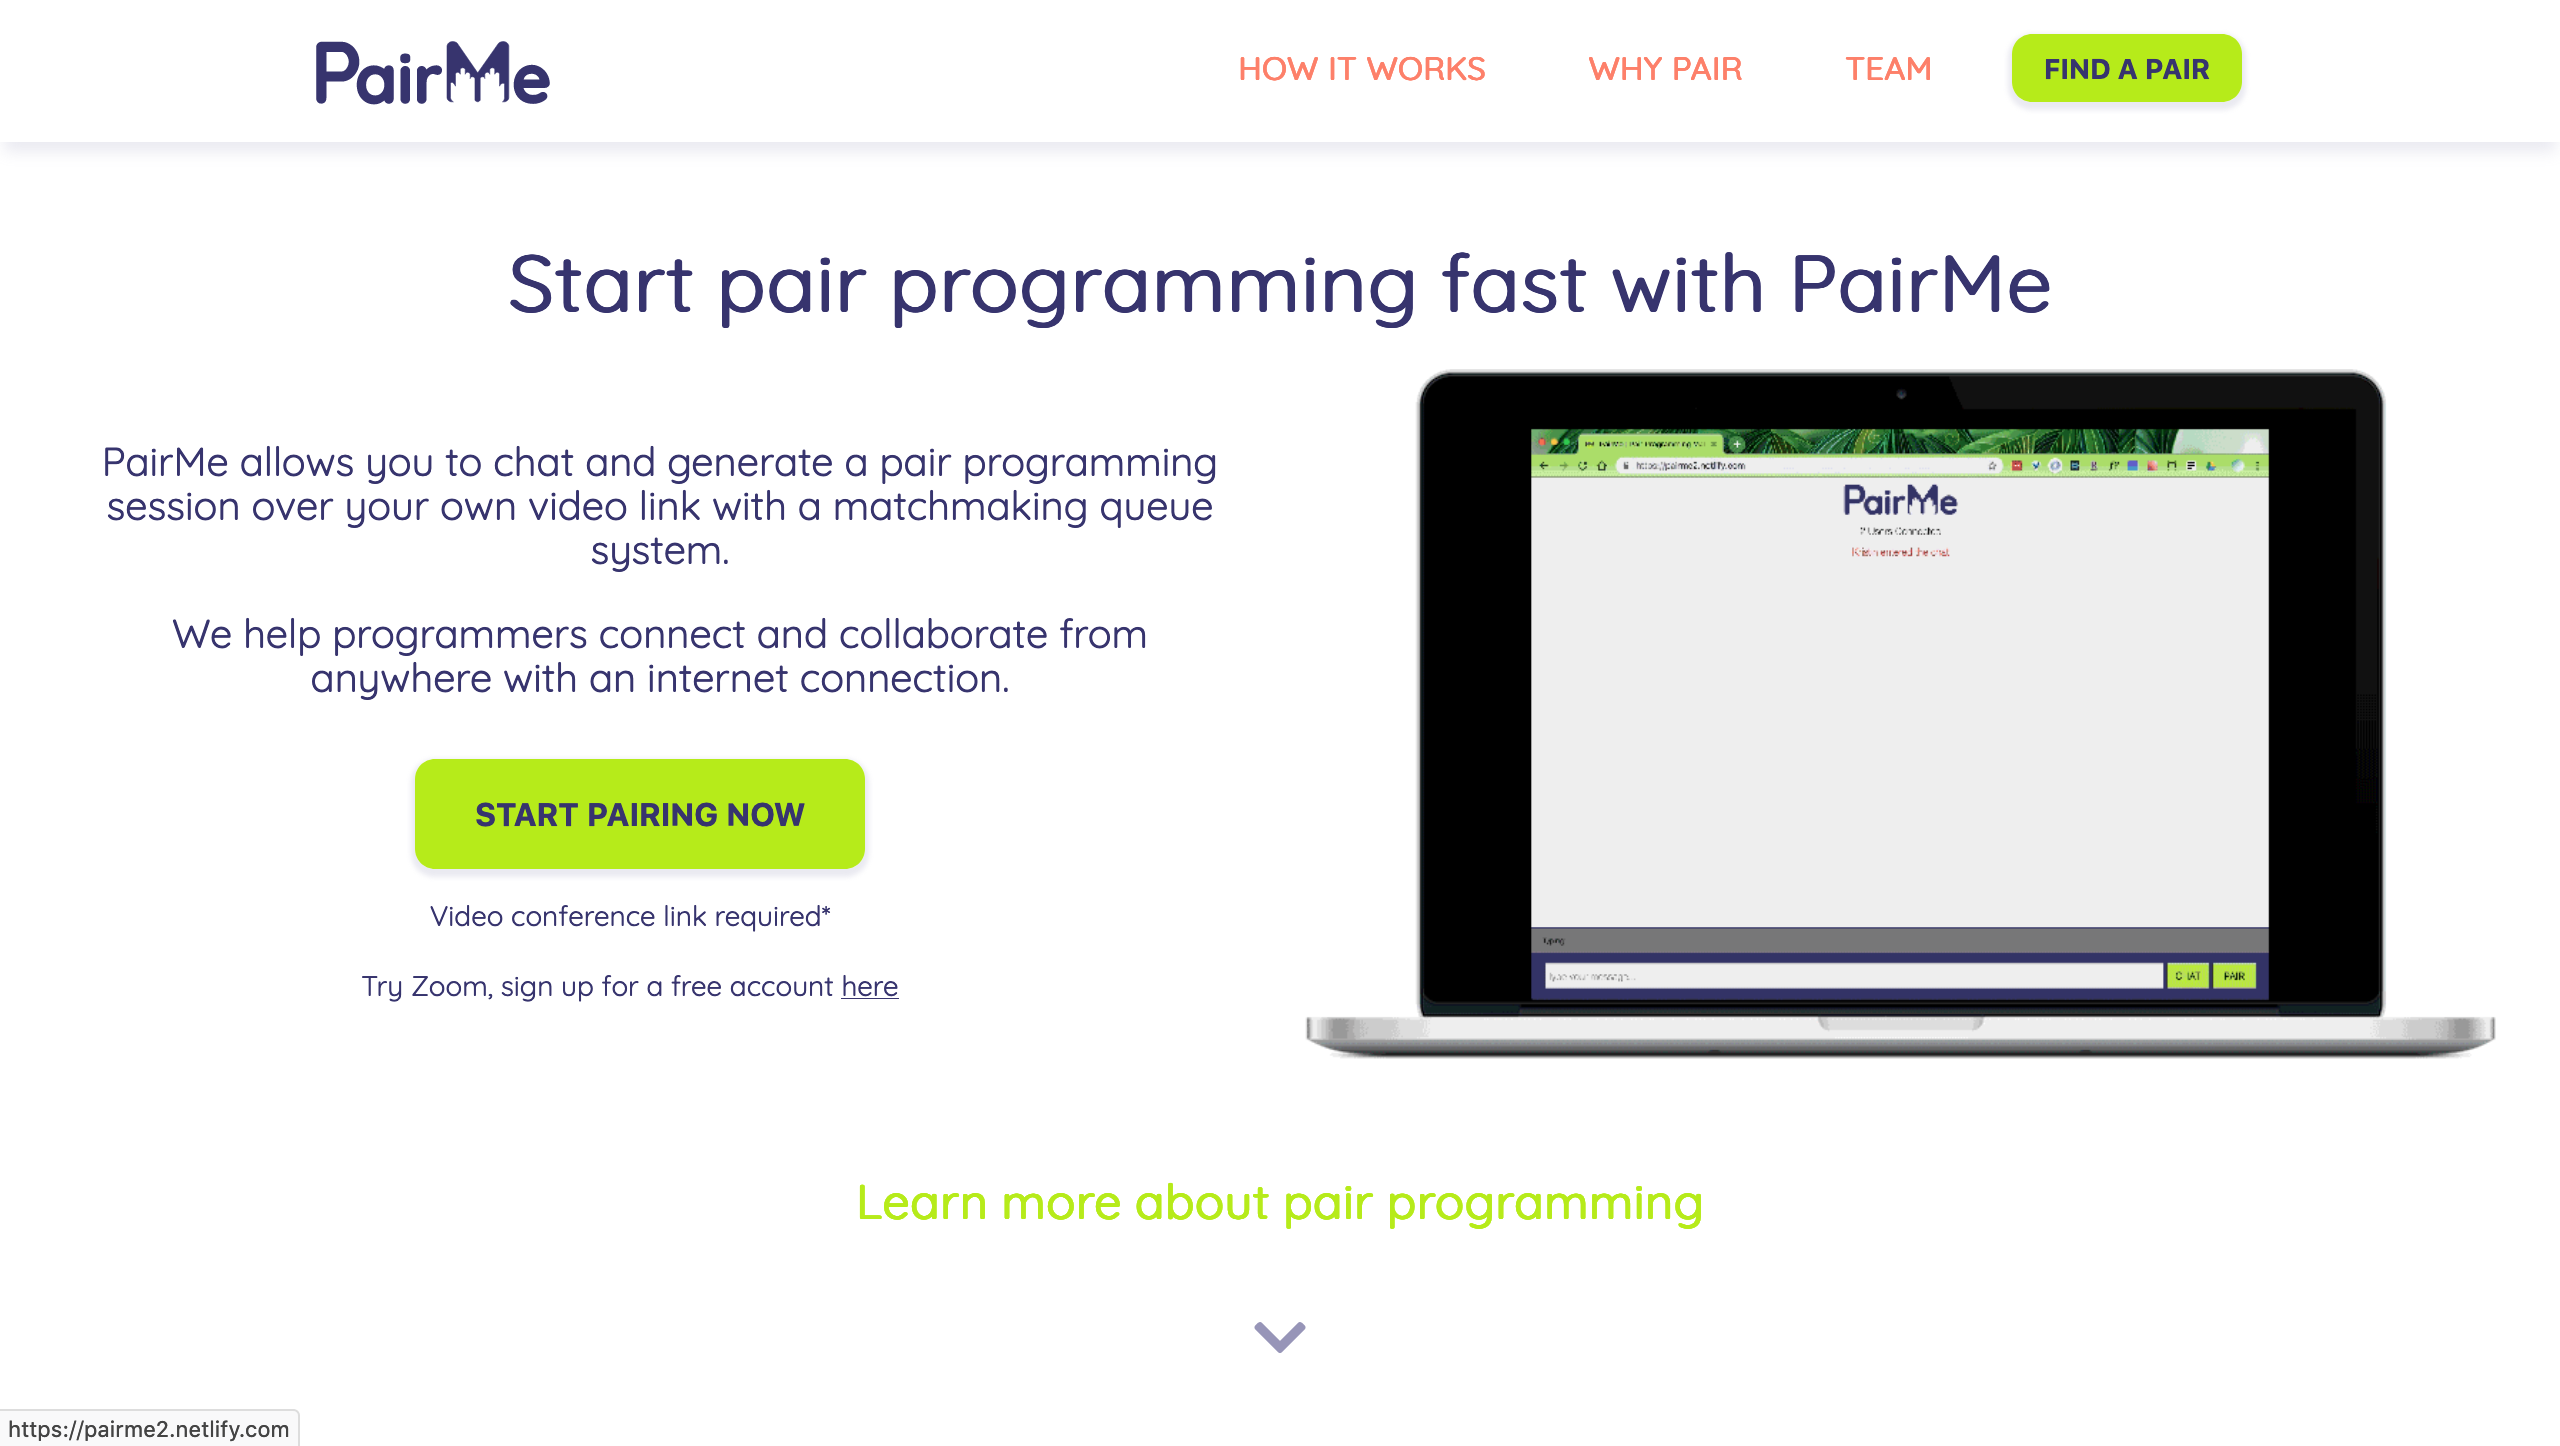 PairMe
HOW IT WORKS
WHY PAIR
TEAM
FIND A PAIR
Start pair programming fast with PairMe
PairMe allows you to chat and generate a pair programming
session over your own video link with a matchmaking queue
system.
We help programmers connect and collaborate from
anywhere with an internet connection.
START PAIRING NOW
Video conference link required*
Try Zoom, sign up for a free account here
https://pairme2.netlify.com
PairMe
2 Users Connected
Kristin entered the chat
Typing
Type your message...
CHAT
PAIR
Learn more about pair programming
https://pairme2.netlify.com